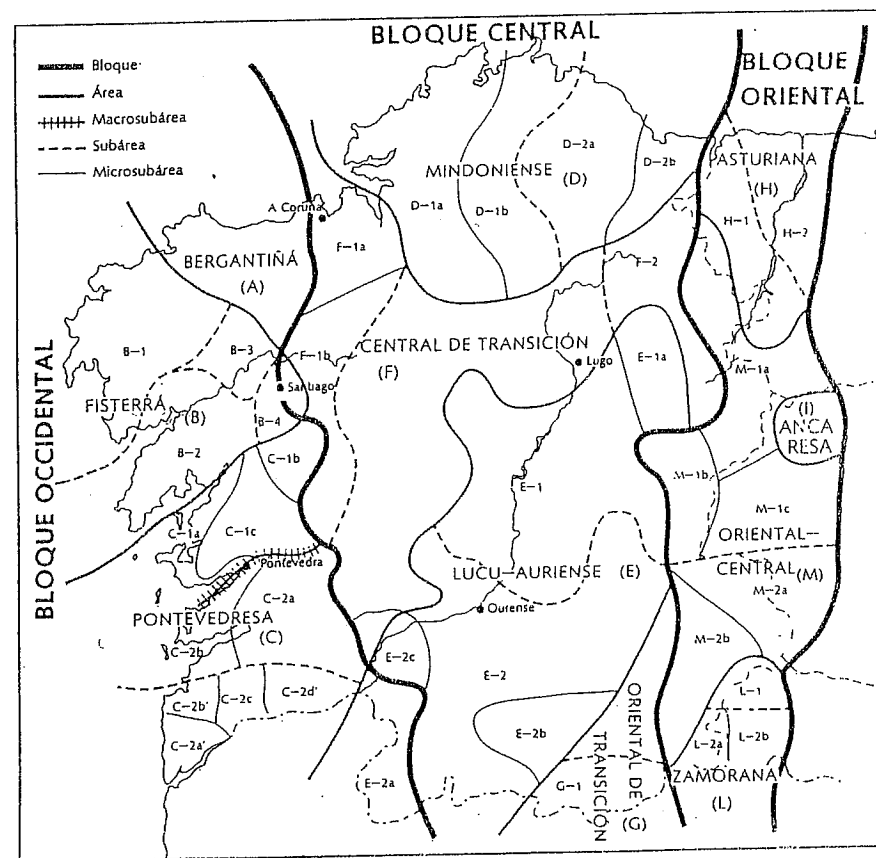 BLOQUE CENTRAL
BLOQUE
ORIENTAL
BLOQUE OCCIDENTAL
Bloque
Área
Macrosubárea
Subárea
Microsubárea
A Coruña
BERGANTIÑÁ
(A)
F-1a
MINDONIENSE
(D)
D-1a
D-1b
D-2a
D-2b
PASTURIANA
(H)
H-1
H-2
F-2
B-1
B-3
F-1b
CENTRAL DE TRANSICIÓN
(F)
Lugo
E-1a
M-1a
Santiago
FISTERRÁ
(B)
B-4
B-2
C-1b
(I)
ANCA
RESA
M-1b
E-1
M-1c
C-1a
C-1c
ORIENTAL-
CENTRAL (M)
Pontevedra
LUCU-AURIENSE (E)
M-2a
C-2a
Ourense
PONTEVEDRESA
(C)
M-2b
C-2b
E-2c
E-2
C-2b'
C-2c
C-2d'
L-1
C-2a'
E-2b
L-2a
L-2b
E-2a
G-1
ORIENTAL DE
TRANSICIÓN
(G)
ZAMORANA
(L)